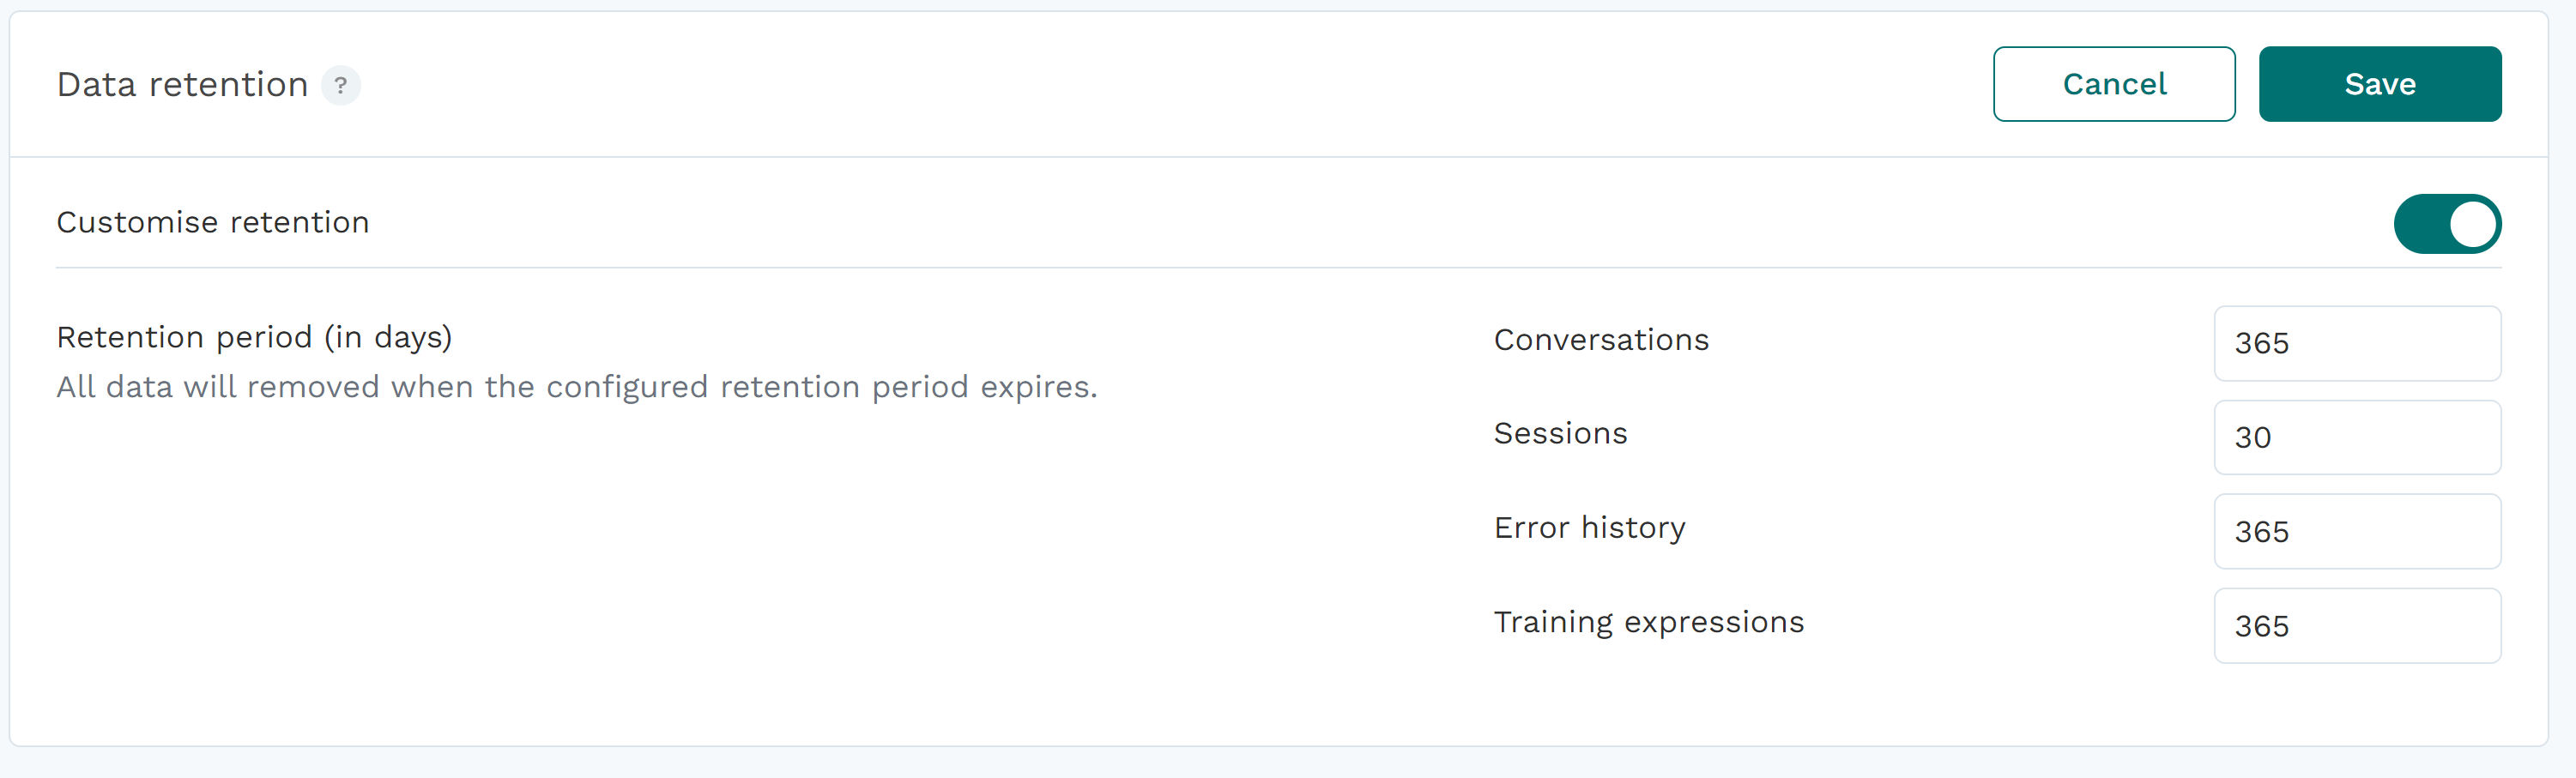 Data retention ?
Cancel
Save
Customise retention
Retention period (in days)
All data will removed when the configured retention period expires.
Conversations
365
Sessions
30
Error history
365
Training expressions
365